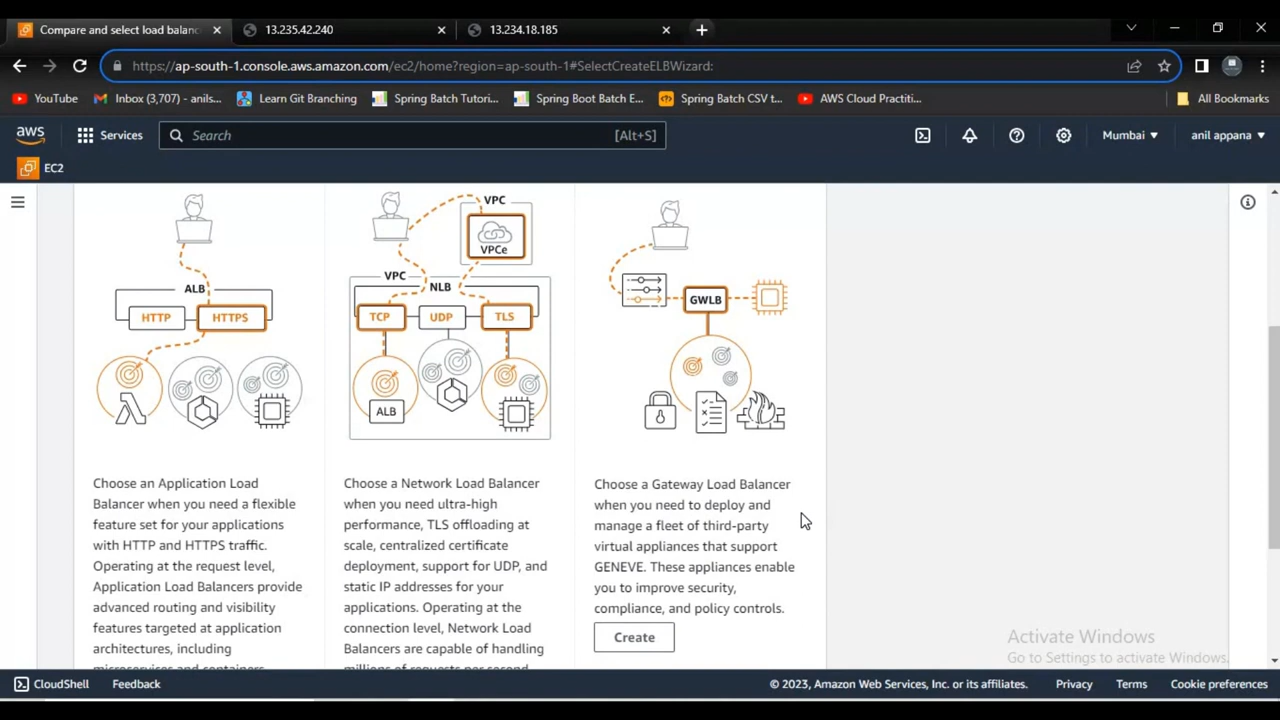 Compare and select load balanc
13.235.42.240
13.234.18.185
https://ap-south-1.console.aws.amazon.com/ec2/home?region=ap-south-1#SelectCreateELBWizard:
YouTube
Inbox (3,707) - anils...
Learn Git Branching
Spring Batch Tutori...
Spring Boot Batch E...
Spring Batch CSV t...
AWS Cloud Practiti...
All Bookmarks
aws
Services
Search
[Alt+S]
Mumbai
anil appana
EC2
ALB
HTTP
HTTPS
VPC
VPCe
VPC
NLB
TCP
UDP
TLS
ALB
GWLB
Choose an Application Load
Balancer when you need a flexible
feature set for your applications
with HTTP and HTTPS traffic.
Operating at the request level,
Application Load Balancers provide
advanced routing and visibility
features targeted at application
architectures, including
microservices and containers.
Choose a Network Load Balancer
when you need ultra-high
performance, TLS offloading at
scale, centralized certificate
deployment, support for UDP, and
static IP addresses for your
applications. Operating at the
connection level, Network Load
Balancers are capable of handling
millions of requests per second
Choose a Gateway Load Balancer
when you need to deploy and
manage a fleet of third-party
virtual appliances that support
GENEVE. These appliances enable
you to improve security,
compliance, and policy controls.
Create
Activate Windows
Go to Settings to activate Windows.
CloudShell
Feedback
© 2023, Amazon Web Services, Inc. or its affiliates.
Privacy
Terms
Cookie preferences